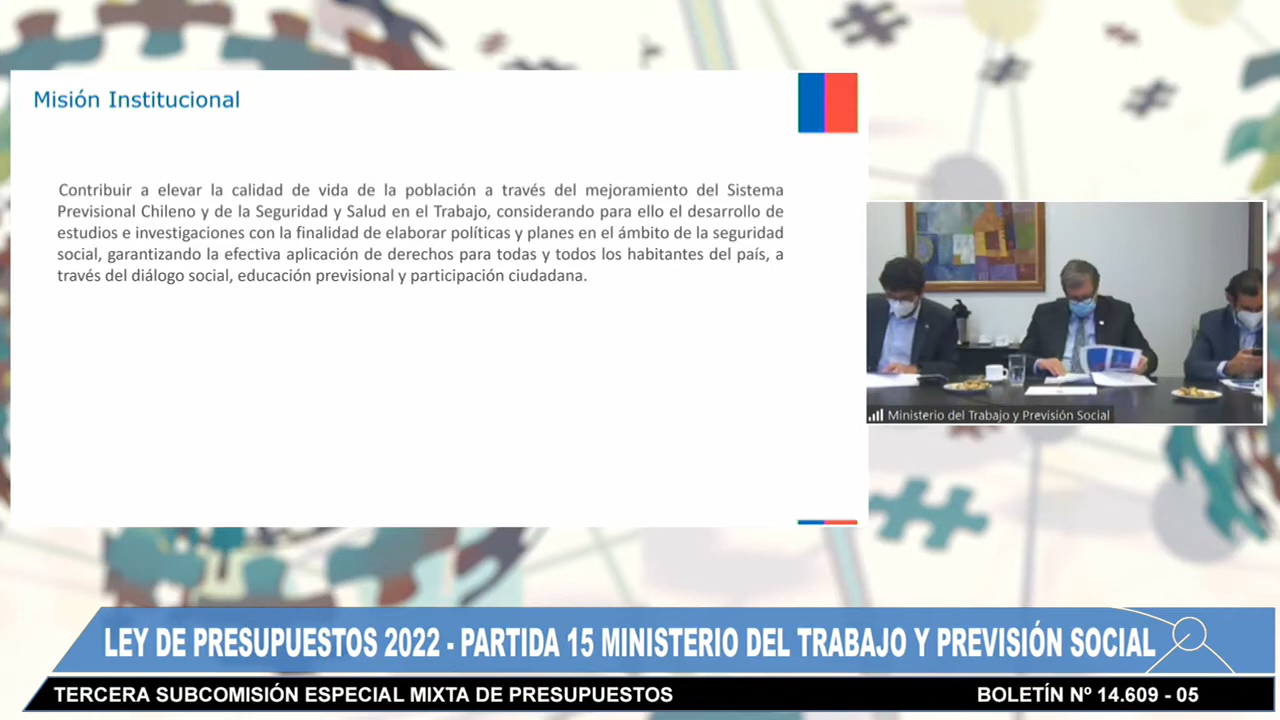 Misión Institucional
Contribuir a elevar la calidad de vida de la población a través del mejoramiento del Sistema
Previsional Chileno y de la Seguridad y Salud en el Trabajo, considerando para ello el desarrollo de
estudios e investigaciones con la finalidad de elaborar políticas y planes en el ámbito de la seguridad
social, garantizando la efectiva aplicación de derechos para todas y todos los habitantes del país, a
través del diálogo social, educación previsional y participación ciudadana.
Ministerio del Trabajo y Previsión Social
LEY DE PRESUPUESTOS 2022 - PARTIDA 15 MINISTERIO DEL TRABAJO Y PREVISIÓN SOCIAL
TERCERA SUBCOMISIÓN ESPECIAL MIXTA DE PRESUPUESTOS
BOLETÍN Nº 14.609 - 05